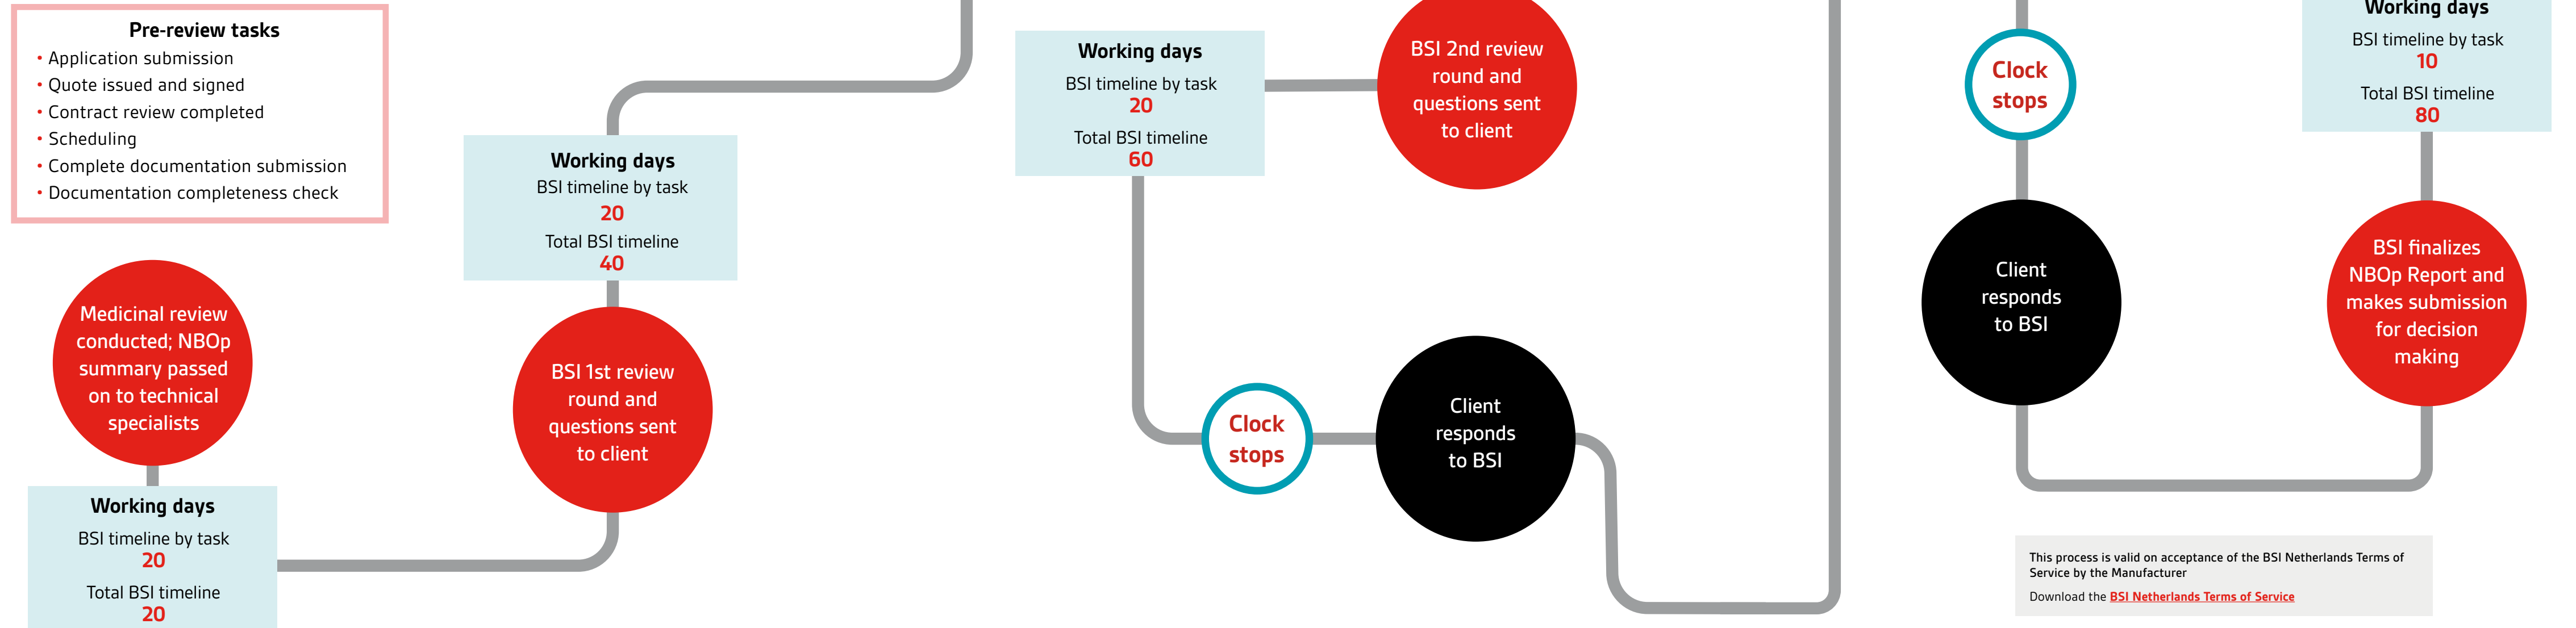 Pre-review tasks
• Application submission
• Quote issued and signed
• Contract review completed
• Scheduling
• Complete documentation submission
• Documentation completeness check
Medicinal review
conducted; NBOp
summary passed
on to technical
specialists
Working days
BSI timeline by task
20
Total BSI timeline
20
Working days
BSI timeline by task
20
Total BSI timeline
40
BSI 1st review
round and
questions sent
to client
Working days
BSI timeline by task
20
Total BSI timeline
60
BSI 2nd review
round and
questions sent
to client
Clock
stops
Client
responds
to BSI
Clock
stops
Client
responds
to BSI
Working days
BSI timeline by task
10
Total BSI timeline
80
BSI finalizes
NBOp Report and
makes submission
for decision
making
This process is valid on acceptance of the BSI Netherlands Terms of
Service by the Manufacturer
Download the BSI Netherlands Terms of Service